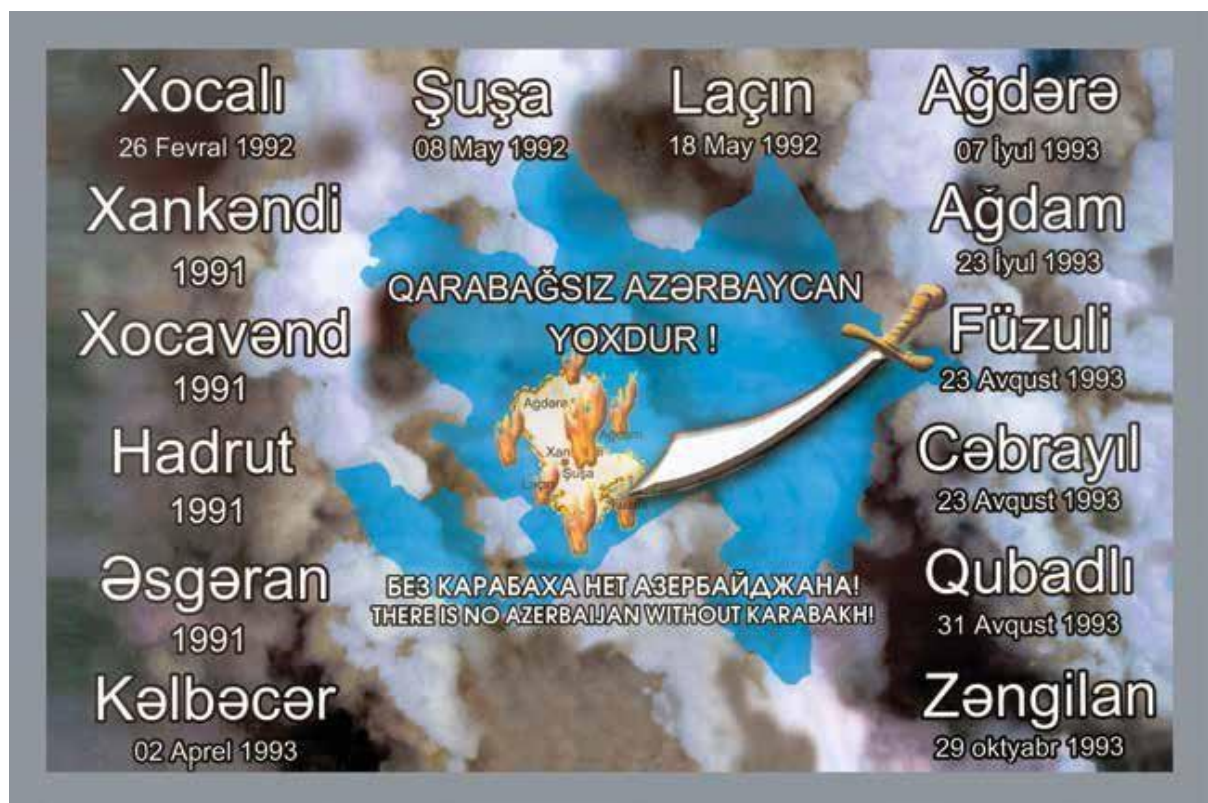 Xocalı
26 Fevral 1992
Şuşa
08 May 1992
Laçın
18 May 1992
Ağdərə
07 İyul 1993
Xankəndi
1991
Ağdam
23 İyul 1993
QARABAĞSIZ AZƏRBAYCAN
YOXDUR !
Xocavənd
1991
Füzuli
23 Avqust 1993
Ağdərə
Şuşa
Hadrut
1991
Cəbrayıl
23 Avqust 1993
Əsgəran
1991
Qubadlı
31 Avqust 1993
БЕЗ КАРАБАХА НЕТ АЗЕРБАЙДЖАНА!
THERE IS NO AZERBAIJAN WITHOUT KARABAKH!
Kəlbəcər
02 Aprel 1993
Zəngilan
29 oktyabr 1993